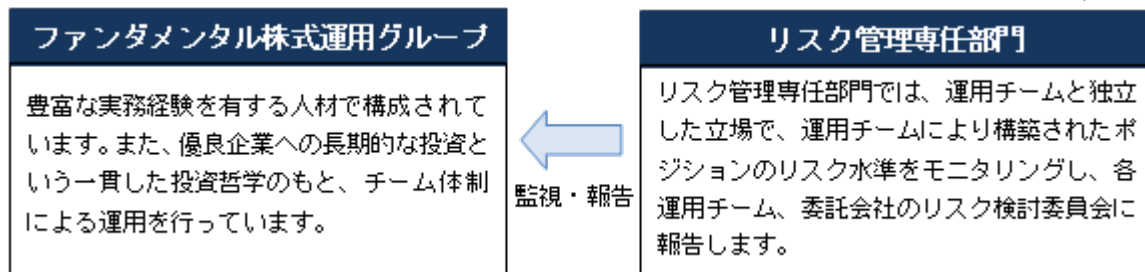 ファンダメンタル株式運用グループ
豊富な実務経験を有する人材で構成されて
います。また、優良企業への長期的な投資と
いう一貫した投資哲学のもと、チーム体制
による運用を行っています。
監視・報告
リスク管理専任部門
リスク管理専任部門では、運用チームと独立
した立場で、運用チームにより構築されたポ
ジションのリスク水準をモニタリングし、各
運用チーム、委託会社のリスク検討委員会に
報告します。